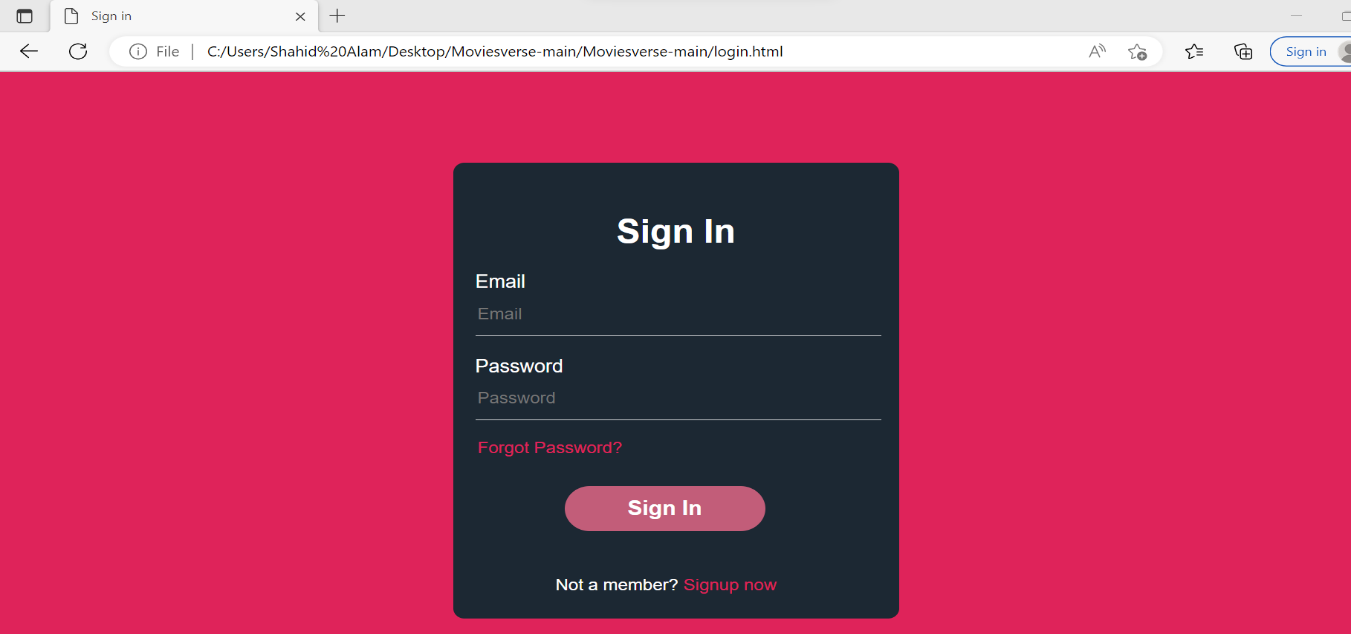 Sign in
File C:/Users/Shahid%20Alam/Desktop/Moviesverse-main/Moviesverse-main/login.html Sign in
Sign In
Email
Email
Password
Password
Forgot Password?
Sign In
Not a member? Signup now